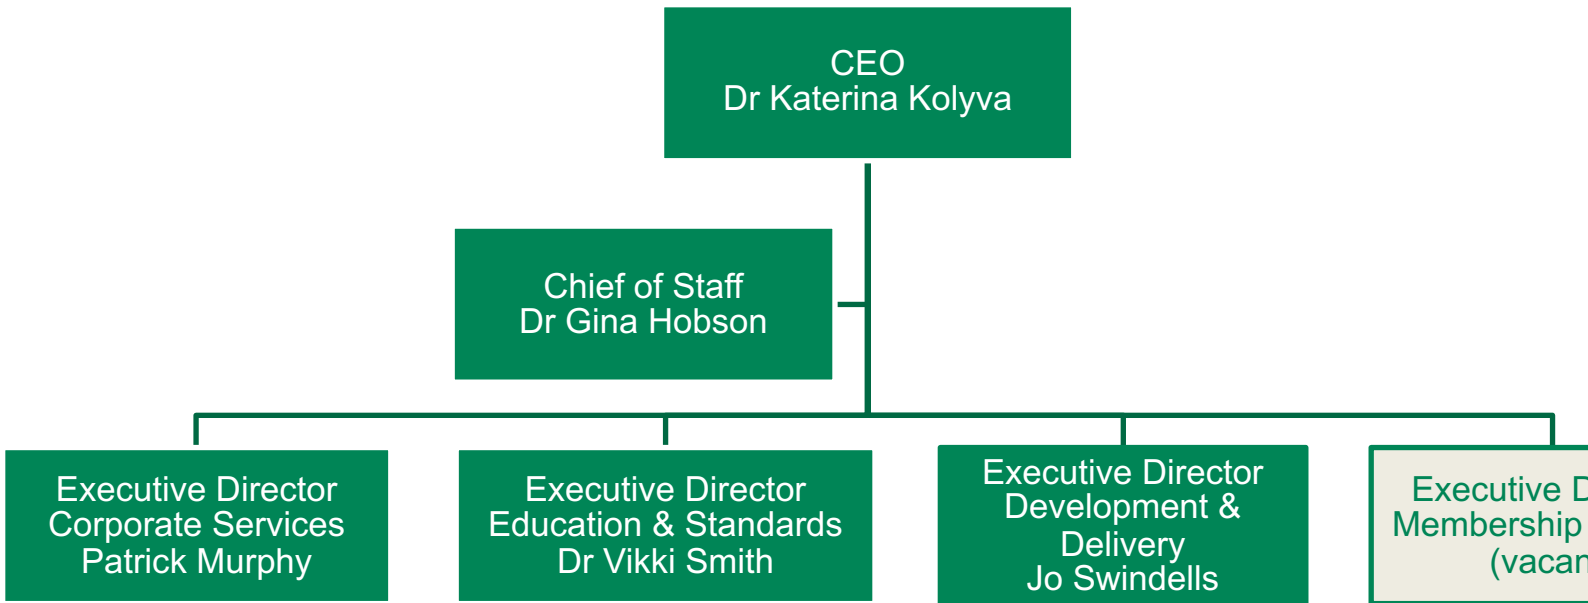 CEO
Dr Katerina Kolyva
Chief of Staff
Dr Gina Hobson
Executive Director
Corporate Services
Patrick Murphy
Executive Director
Education & Standards
Dr Vikki Smith
Executive Director
Development &
Delivery
Jo Swindells
Executive
Membership